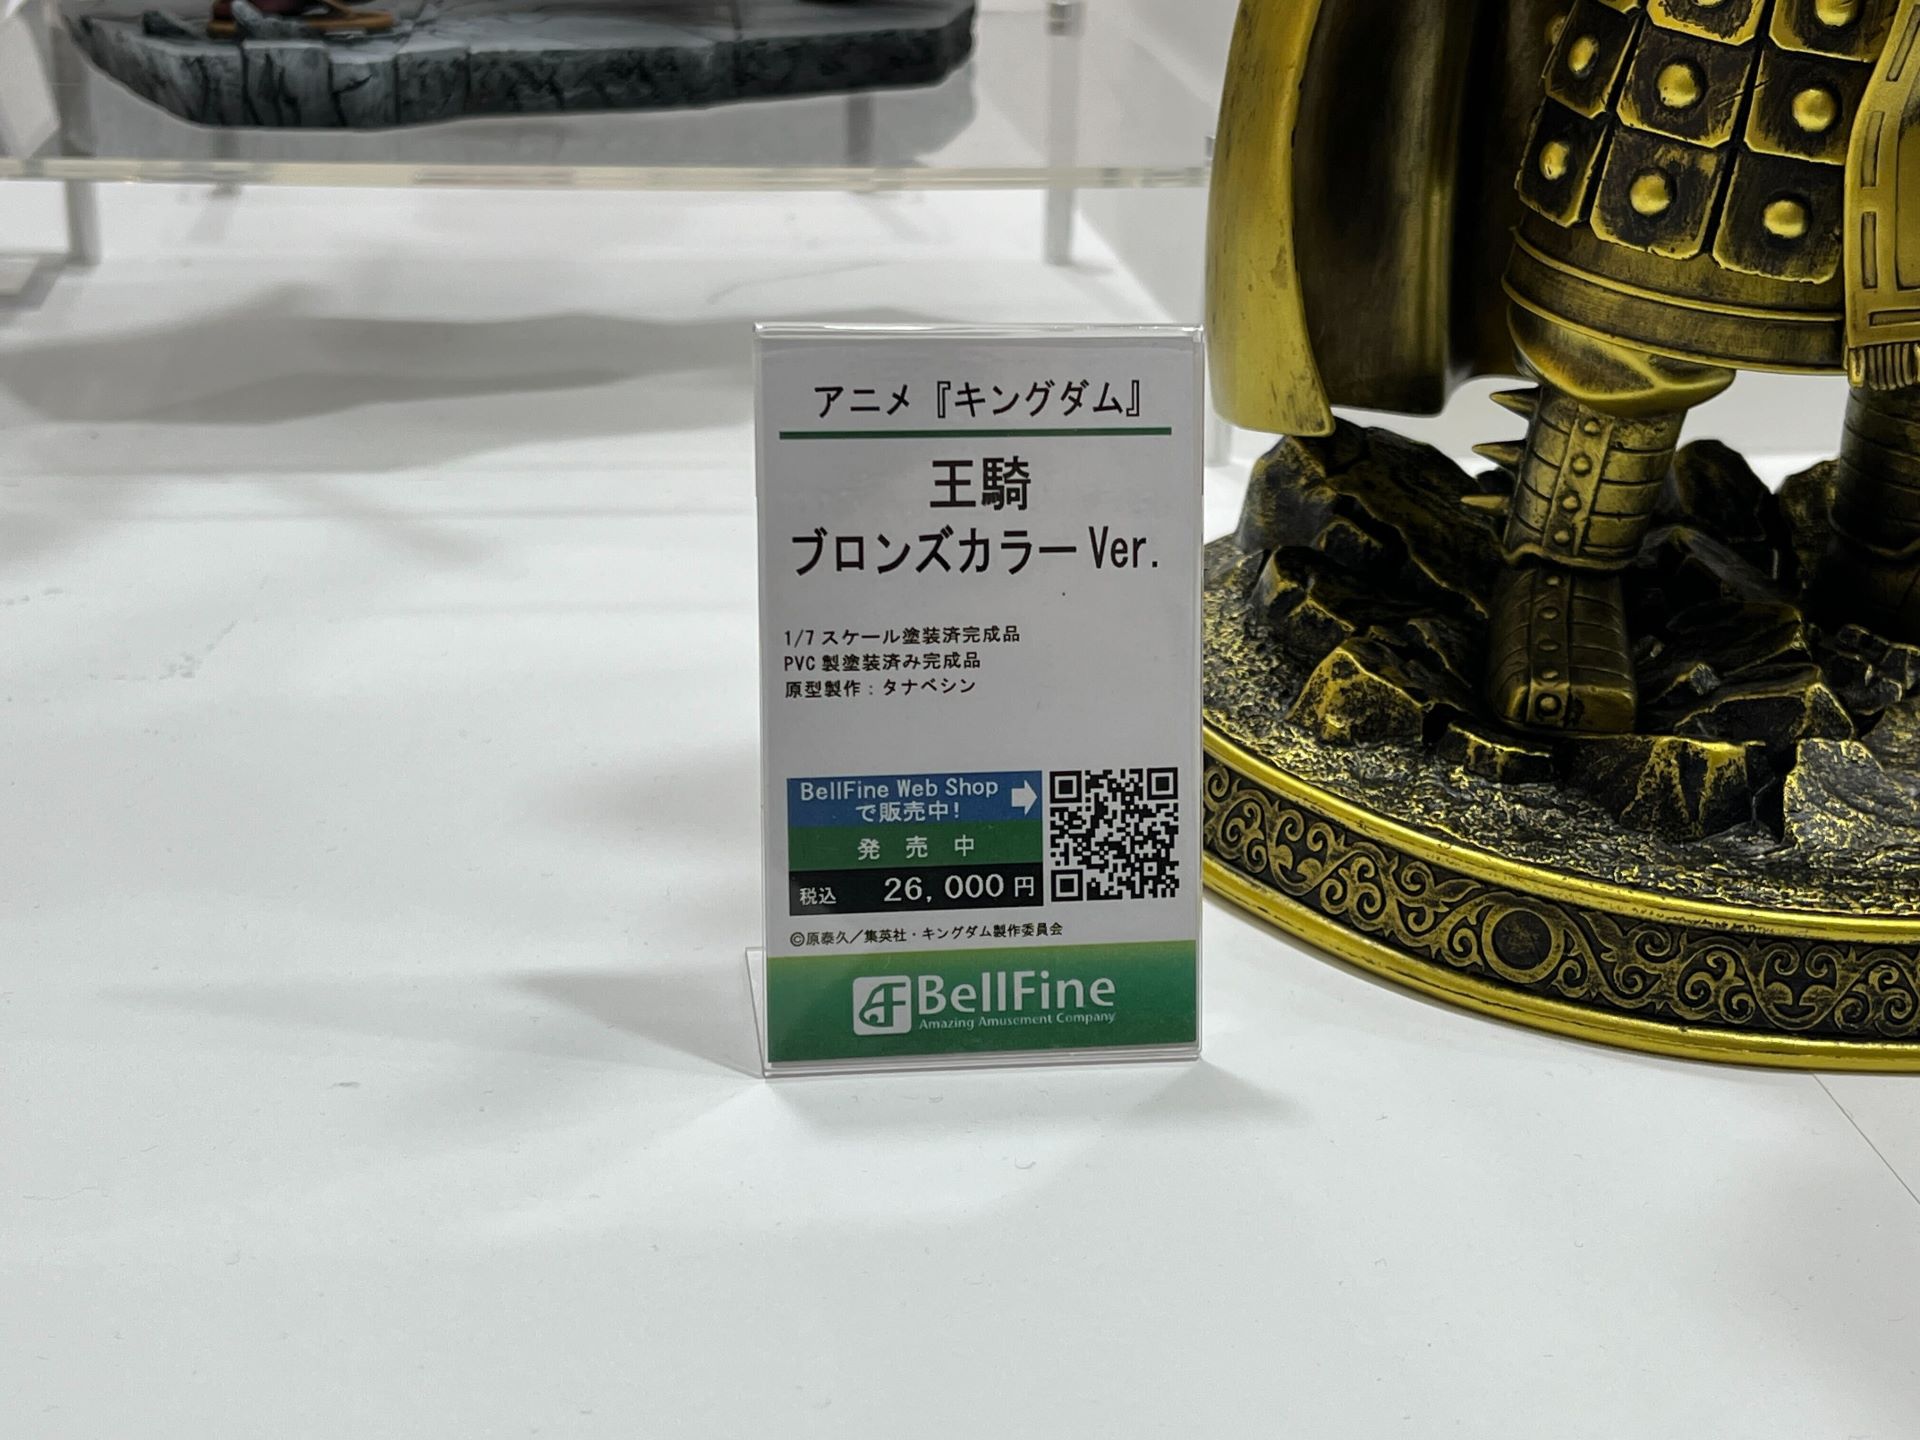 アニメ『キングダム』
王騎
ブロンズカラーVer.
1/7スケール塗装済完成品
PVC製塗装済み完成品
原型製作：タナベシン
BellFine Web Shop
で販売中!
発売中
税込 26,000円
©原泰久／集英社・キングダム製作委員会
BellFine
Amazing Amusement Company